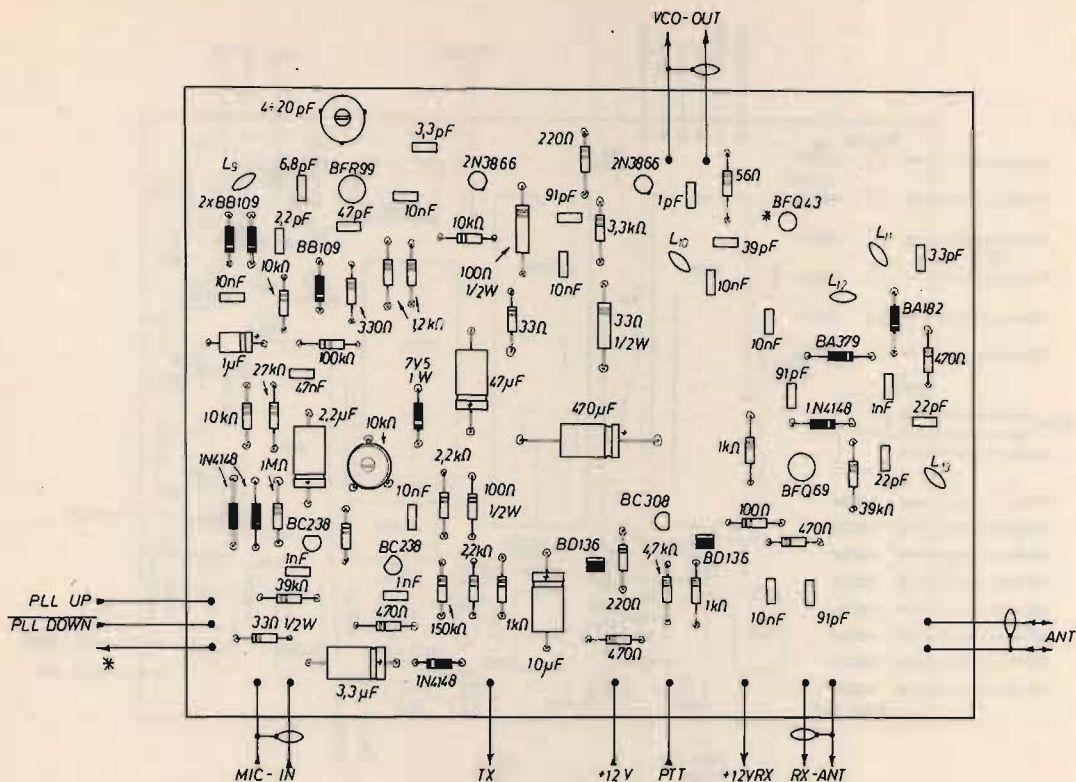 VCO-OUT
4÷20pF
3,3pF
220Ω
L9
6,8pF
BFR99
2N3866
2N3866
56Ω
2xBB109
2,2pF
47pF
10nF
91pF
1pF
BFQ43
*
BB109
10kΩ
3,3kΩ
39pF
L10
L11
33pF
10kΩ
100Ω
1/2W
10nF
10nF
L12
10nF
330Ω
1,2kΩ
33Ω
33Ω
1/2W
BA182
10nF
BA379
1µF
100kΩ
470Ω
27kΩ
47nF
7V5
1W
47µF
91pF
1nF
10kΩ
2,2µF
10kΩ
470µF
1N4148
22pF
1kΩ
1N4148
1MΩ
2,2kΩ
100Ω
1/2W
BFQ69
22pF
L13
10nF
BC308
39kΩ
BC238
100Ω
BC238
2,2kΩ
BD136
4,7kΩ
BD136
470Ω
1nF
1nF
39kΩ
PLL UP
470Ω
150kΩ
1kΩ
220Ω
1kΩ
10nF
91pF
PLL DOWN
33Ω 1/2W
10µF
470Ω
ANT
*
3,3µF
1N4148
MIC-IN
TX
+12V
PTT
+12VRX
RX-ANT